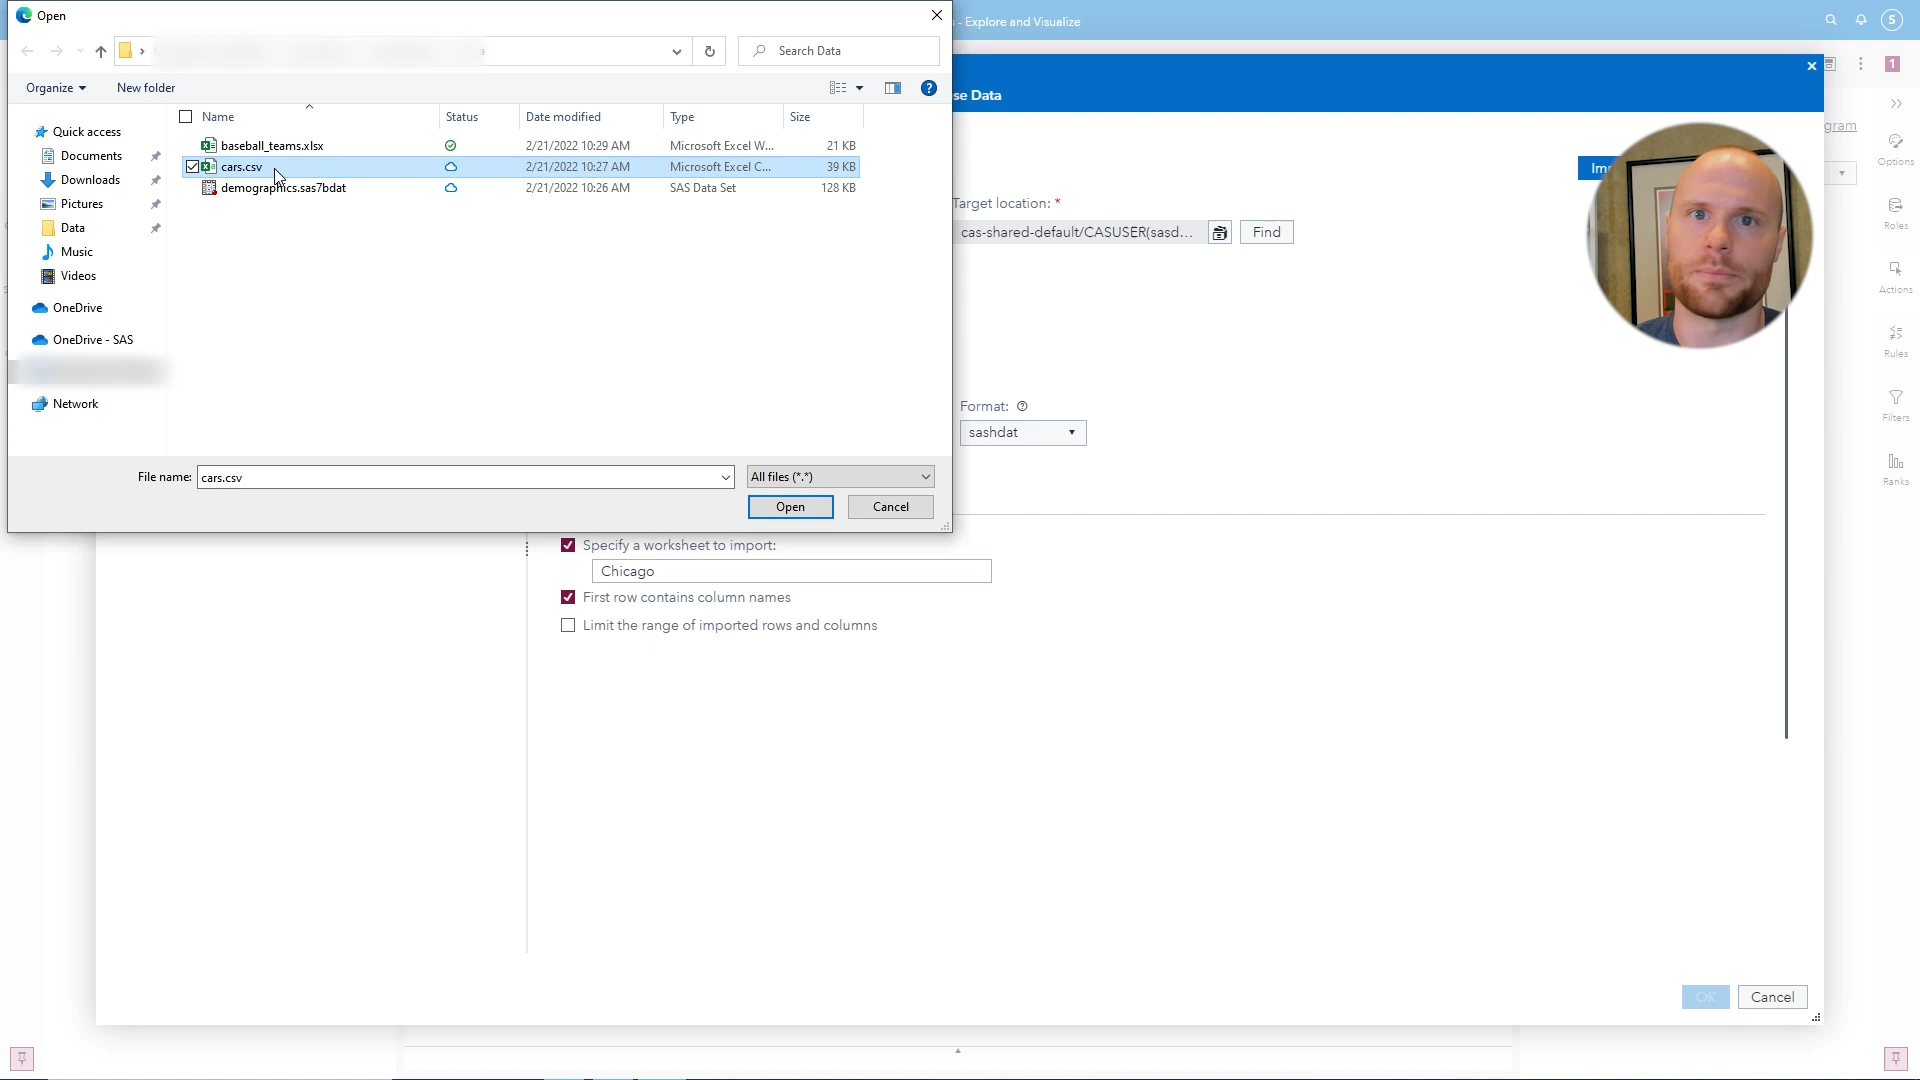 Open
- Explore and Visualize
S
Search Data
Organize
New folder
se Data
1
gram
Name
Status
Date modified
Type
Size
Quick access
Documents
Downloads
Pictures
Data
Music
Videos
OneDrive
OneDrive - SAS
Network
baseball_teams.xlsx 2/21/2022 10:29 AM Microsoft Excel W... 21 KB
cars.csv 2/21/2022 10:27 AM Microsoft Excel C... 39 KB
demographics.sas7bdat 2/21/2022 10:26 AM SAS Data Set 128 KB
Target location: *
cas-shared-default/CASUSER(sasd...
Find
Format:
sashdat
File name:
cars.csv
All files (*.*)
Open
Cancel
Specify a worksheet to import:
Chicago
First row contains column names
Limit the range of imported rows and columns
OK
Cancel
Options
Roles
Actions
Rules
Filters
Ranks